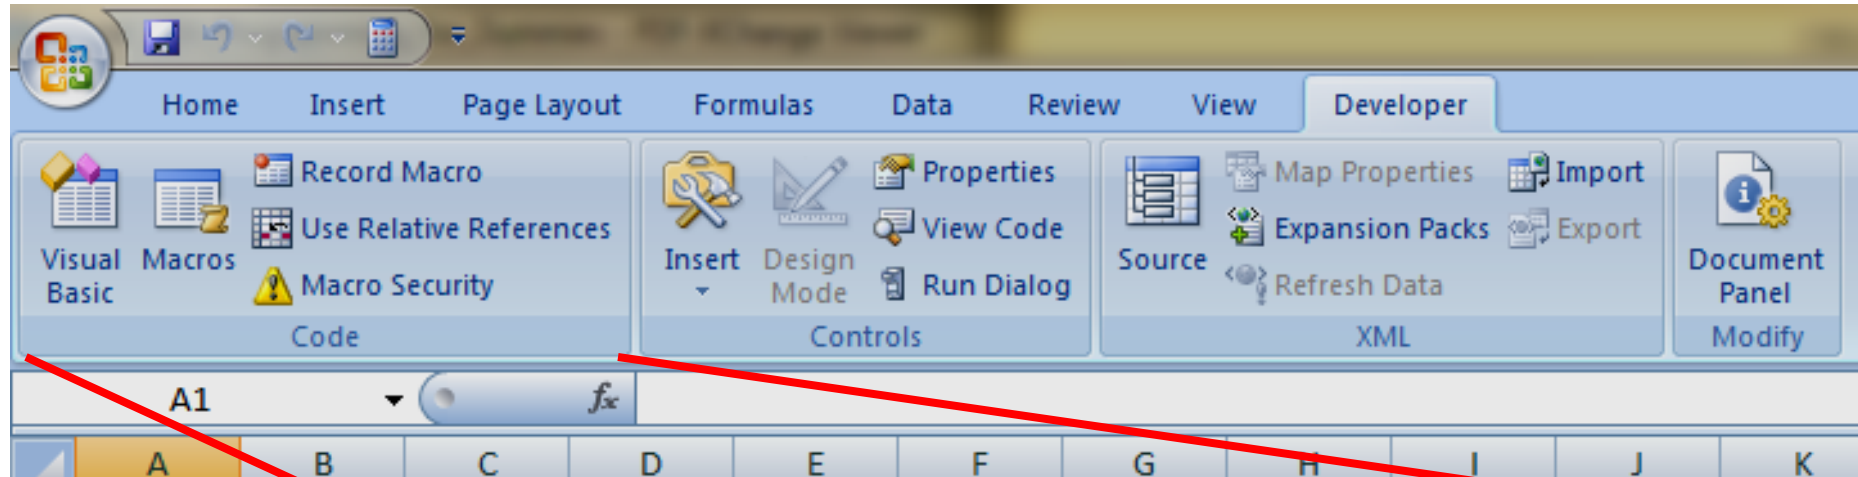 Home Insert Page Layout Formulas Data Review View Developer
Visual Basic
Macros
Record Macro
Use Relative References
Macro Security
Code
Insert
Design Mode
Properties
View Code
Run Dialog
Controls
Source
Map Properties
Expansion Packs
Refresh Data
Import
Export
XML
Document Panel
Modify
A1 fx
A B C D E F G H I J K